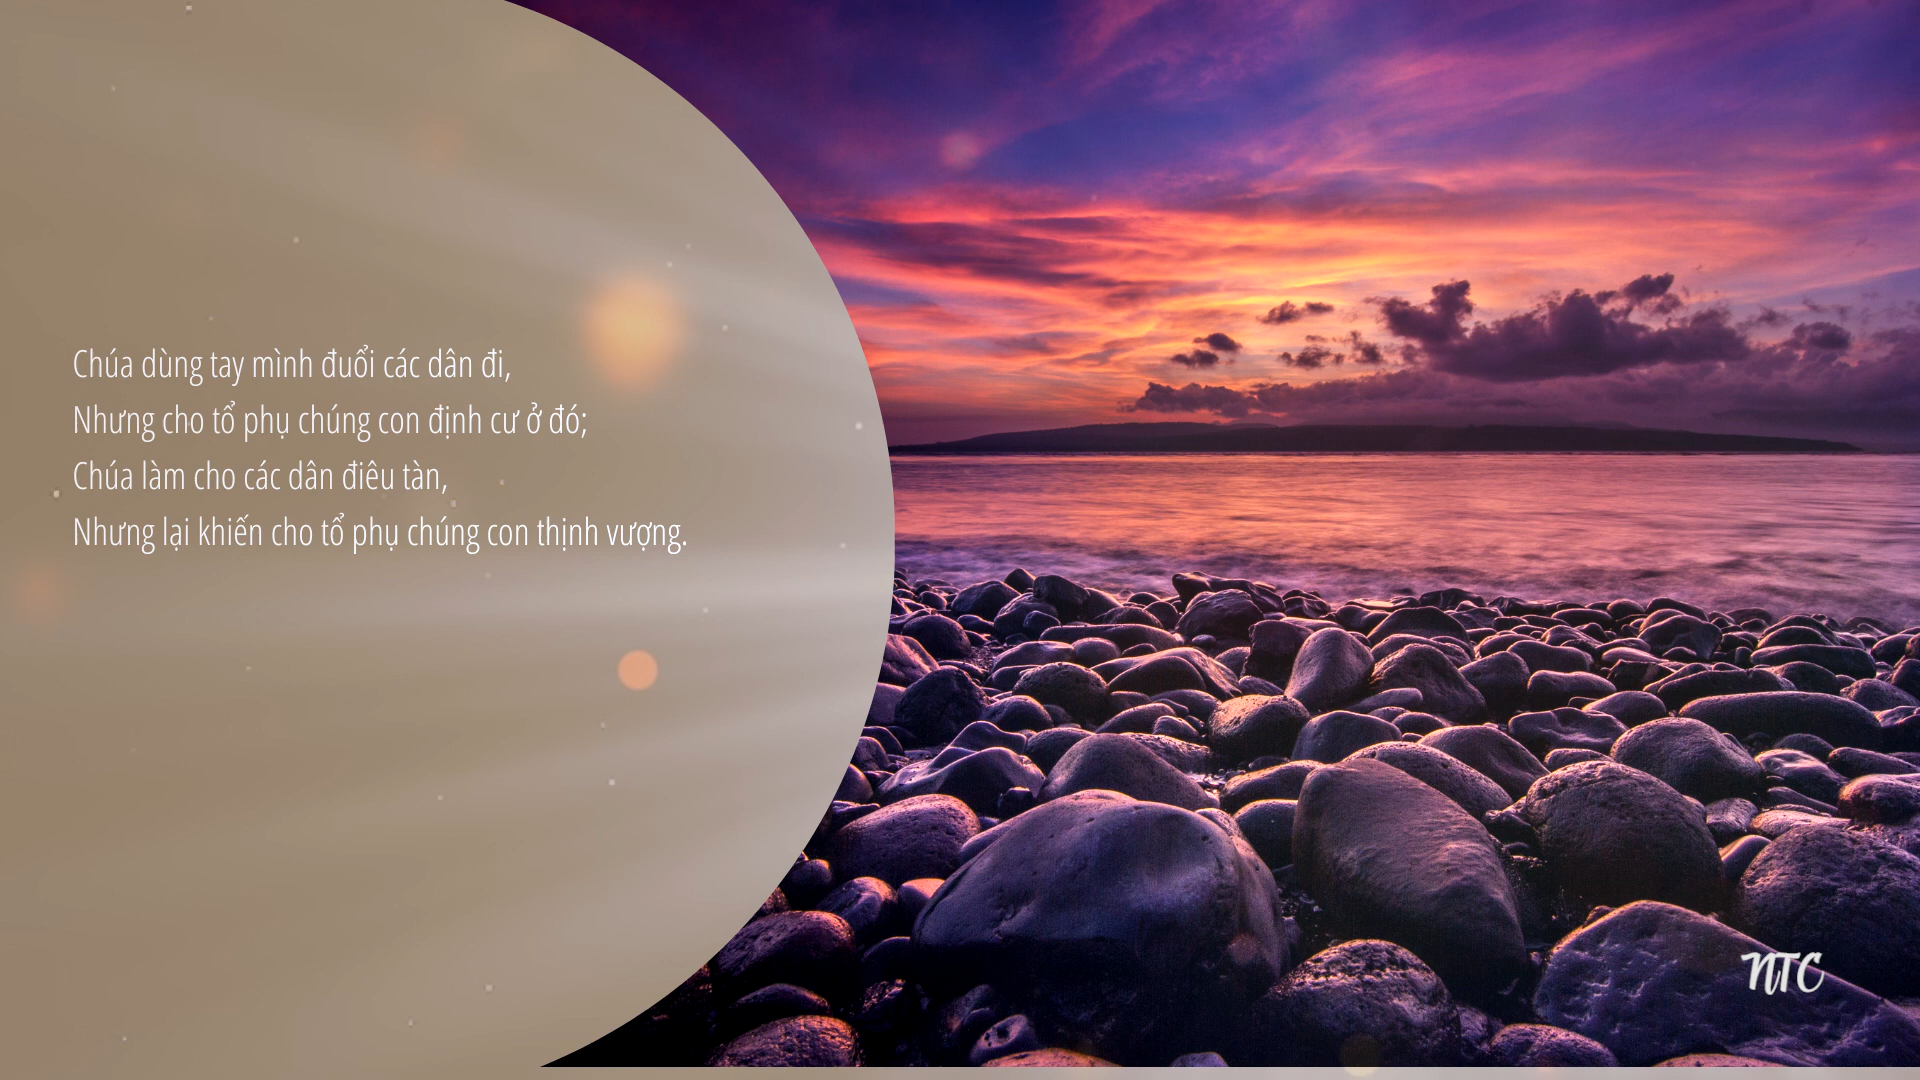 Chúa dùng tay mình đuổi các dân đi,
Nhưng cho tổ phụ chúng con định cư ở đó;
Chúa làm cho các dân điêu tàn,
Nhưng lại khiến cho tổ phụ chúng con thịnh vượng.
NTC